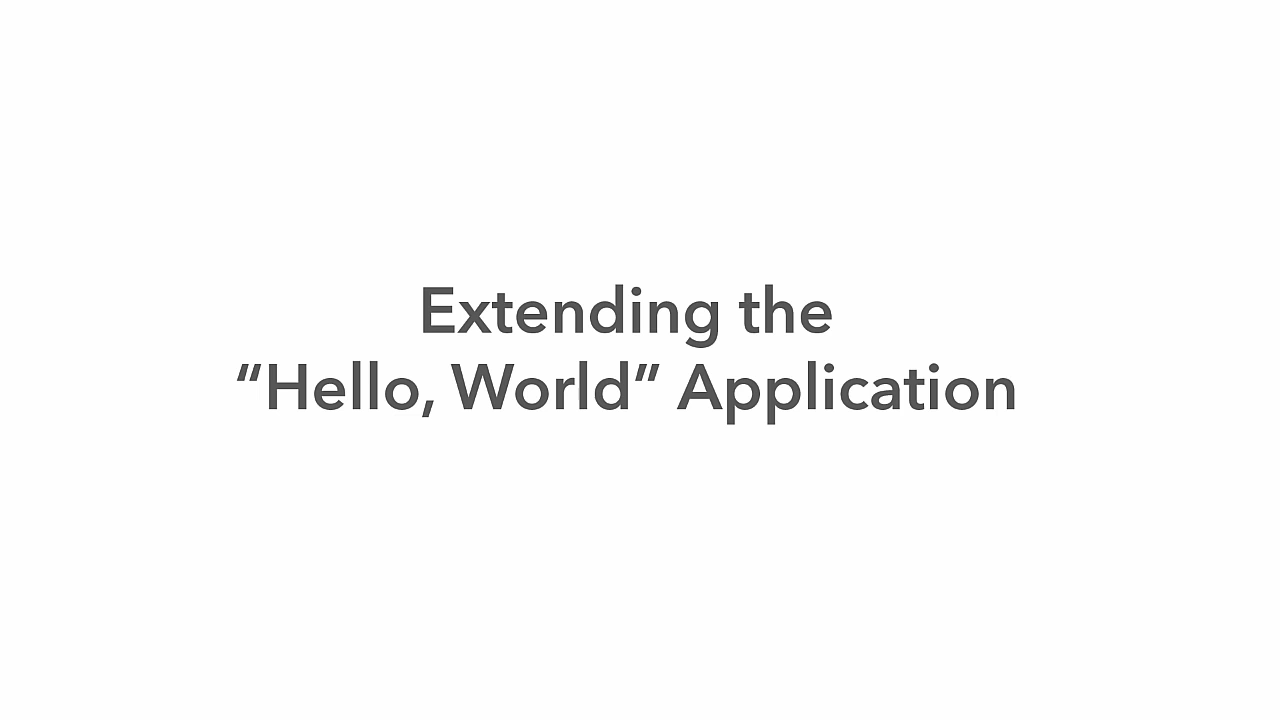 Extending the
“Hello, World” Application